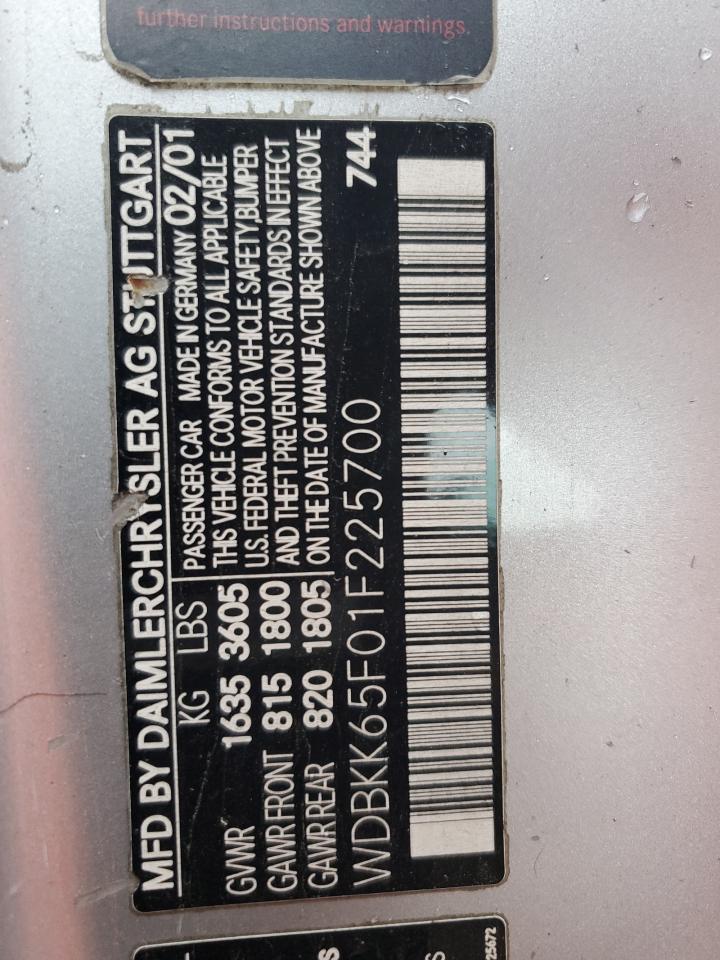 further instructions and warnings.
MFD BY DAIMLERCHRYSLER AG STUTTGART
KG LBS PASSENGER CAR MADE IN GERMANY 02/01
GVWR 1635 3605 THIS VEHICLE CONFORMS TO ALL APPLICABLE
U.S. FEDERAL MOTOR VEHICLE SAFETY,BUMPER
GAWR FRONT 815 1800 AND THEFT PREVENTION STANDARDS IN EFFECT
GAWR REAR 820 1805 ON THE DATE OF MANUFACTURE SHOWN ABOVE
WDBKK65F01F225700 744
25672